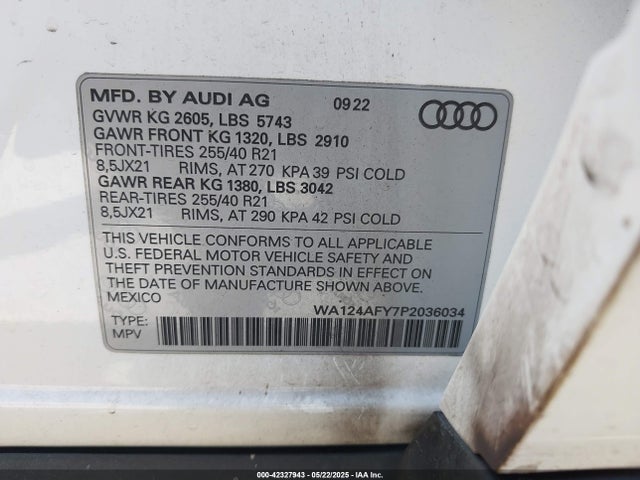 MFD. BY AUDI AG 09 22
GVWR KG 2605, LBS 5743
GAWR FRONT KG 1320, LBS 2910
FRONT-TIRES 255/40 R21
8,5JX21 RIMS, AT 270 KPA 39 PSI COLD
GAWR REAR KG 1380, LBS 3042
REAR-TIRES 255/40 R21
8,5JX21 RIMS, AT 290 KPA 42 PSI COLD
THIS VEHICLE CONFORMS TO ALL APPLICABLE
U.S. FEDERAL MOTOR VEHICLE SAFETY AND
THEFT PREVENTION STANDARDS IN EFFECT ON
THE DATE OF MANUFACTURE SHOWN ABOVE.
MEXICO
WA124AFY7P2036034
TYPE:
MPV
000-42327943 - 05/22/2025 - IAA Inc.